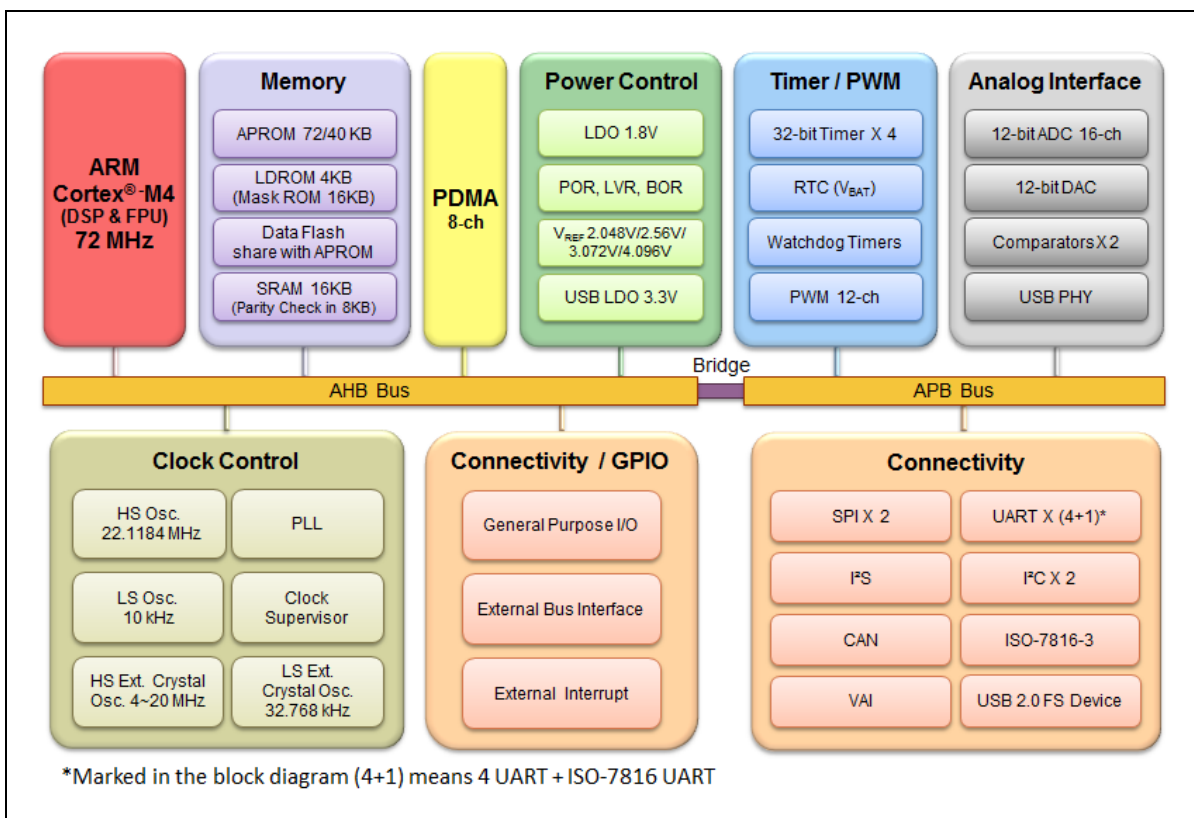 ARM
Cortex®-M4
(DSP & FPU)
72 MHz
Memory
APROM 72/40 KB
LDROM 4KB
(Mask ROM 16KB)
Data Flash
share with APROM
SRAM 16KB
(Parity Check in 8KB)
PDMA
8-ch
Power Control
LDO 1.8V
POR, LVR, BOR
VREF 2.048V/2.56V/
3.072V/4.096V
USB LDO 3.3V
Timer / PWM
32-bit Timer X 4
RTC (VBAT)
Watchdog Timers
PWM 12-ch
Analog Interface
12-bit ADC 16-ch
12-bit DAC
Comparators X 2
USB PHY
AHB Bus
Bridge
APB Bus
Clock Control
HS Osc.
22.1184 MHz
PLL
LS Osc.
10 kHz
Clock
Supervisor
HS Ext. Crystal
Osc. 4~20 MHz
LS Ext.
Crystal Osc.
32.768 kHz
Connectivity / GPIO
General Purpose I/O
External Bus Interface
External Interrupt
Connectivity
SPI X 2
UART X (4+1)*
I²S
I²C X 2
CAN
ISO-7816-3
VAI
USB 2.0 FS Device
*Marked in the block diagram (4+1) means 4 UART + ISO-7816 UART